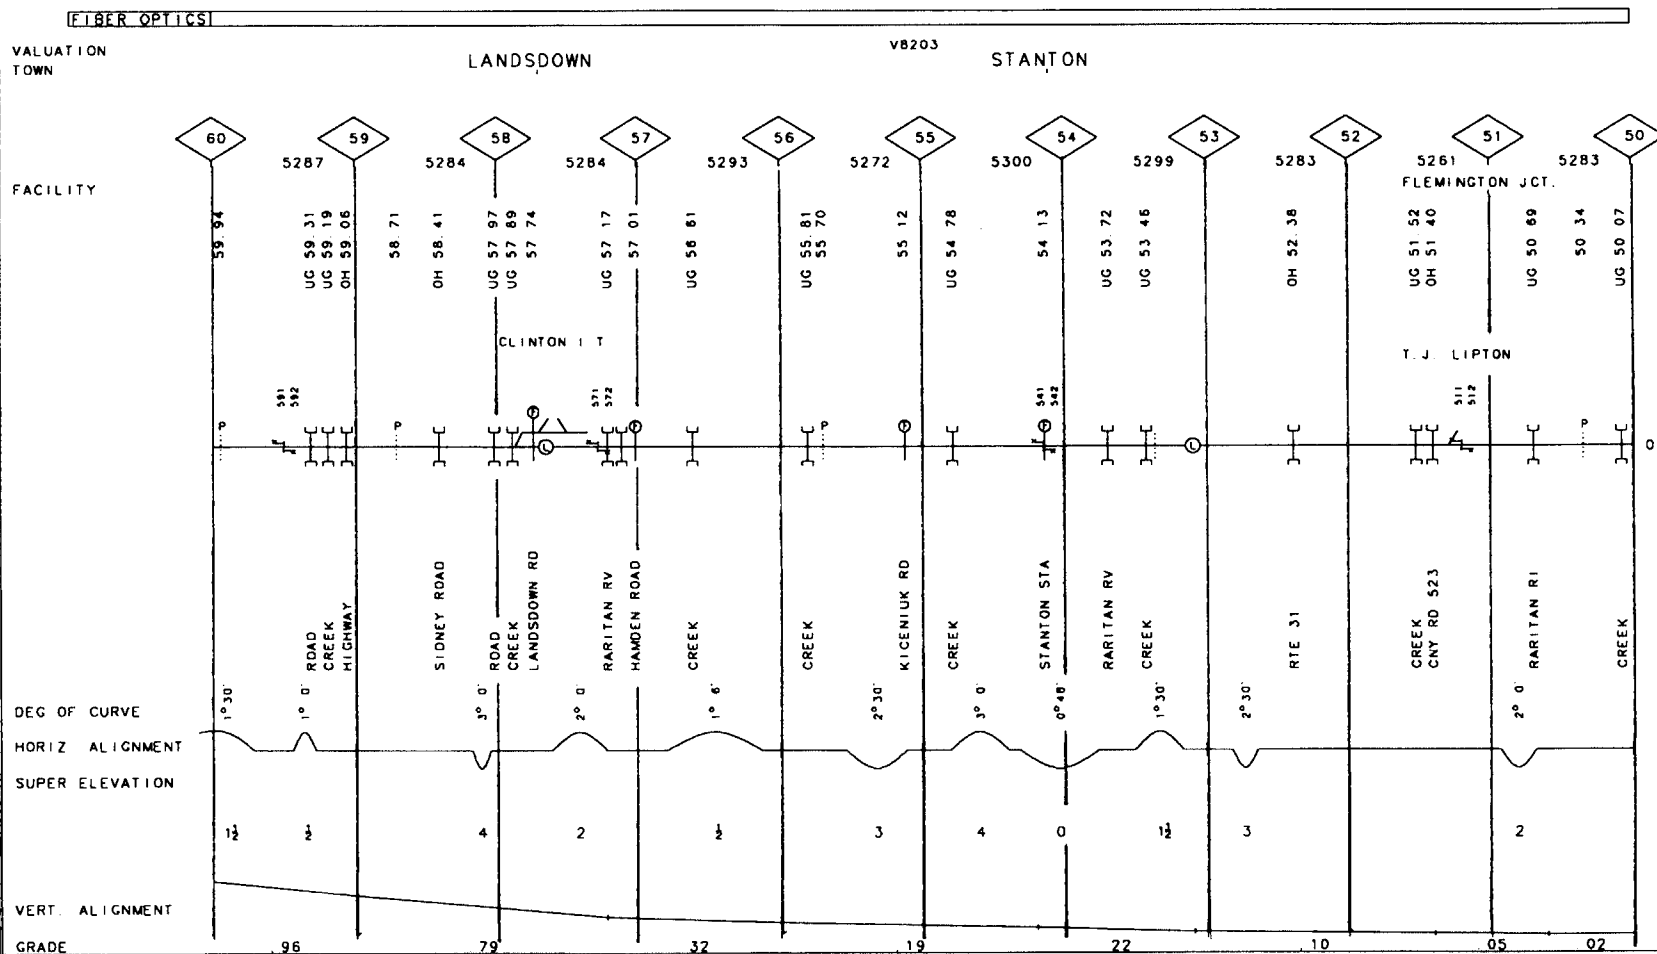 FIBER OPTICS
VALUATION
V8203
TOWN
LANDSDOWN
STANTON
60
59
58
57
56
55
54
53
52
51
50
5287
5284
5284
5293
5272
5300
5299
5283
5261
5283
FACILITY
FLEMINGTON JCT.
59.94
UG 59.31
UG 59.19
OH 59.06
58.71
OH 58.41
UG 57.97
UG 57.89
57.74
UG 57 17
57 01
UG 56 61
UG 55.81
55 70
55 12
UG 54 78
54 13
UG 53.72
UG 53 46
OH 52.38
UG 51.52
OH 51 40
UG 50 69
50 34
UG 50 07
CLINTON I T
T.J. LIPTON
591
592
571
572
541
542
511
512
P
P
P
L
P
P
P
P
L
P
0
ROAD
CREEK
HIGHWAY
SIDNEY ROAD
ROAD
CREEK
LANDSDOWN RD
RARITAN RV
HAMDEN ROAD
CREEK
CREEK
KICENIUK RD
CREEK
STANTON STA
RARITAN RV
CREEK
RTE 31
CREEK
CNY RD 523
RARITAN RI
CREEK
DEG OF CURVE
1° 30'
1° 0'
3° 0'
2° 0'
1° 6'
2° 30'
3° 0'
0° 48'
1° 30'
2° 30'
2° 0'
HORIZ ALIGNMENT
SUPER ELEVATION
1½
½
4
2
½
3
4
0
1½
3
2
VERT. ALIGNMENT
GRADE
.96
.79
.32
.19
.22
.10
.05
.02